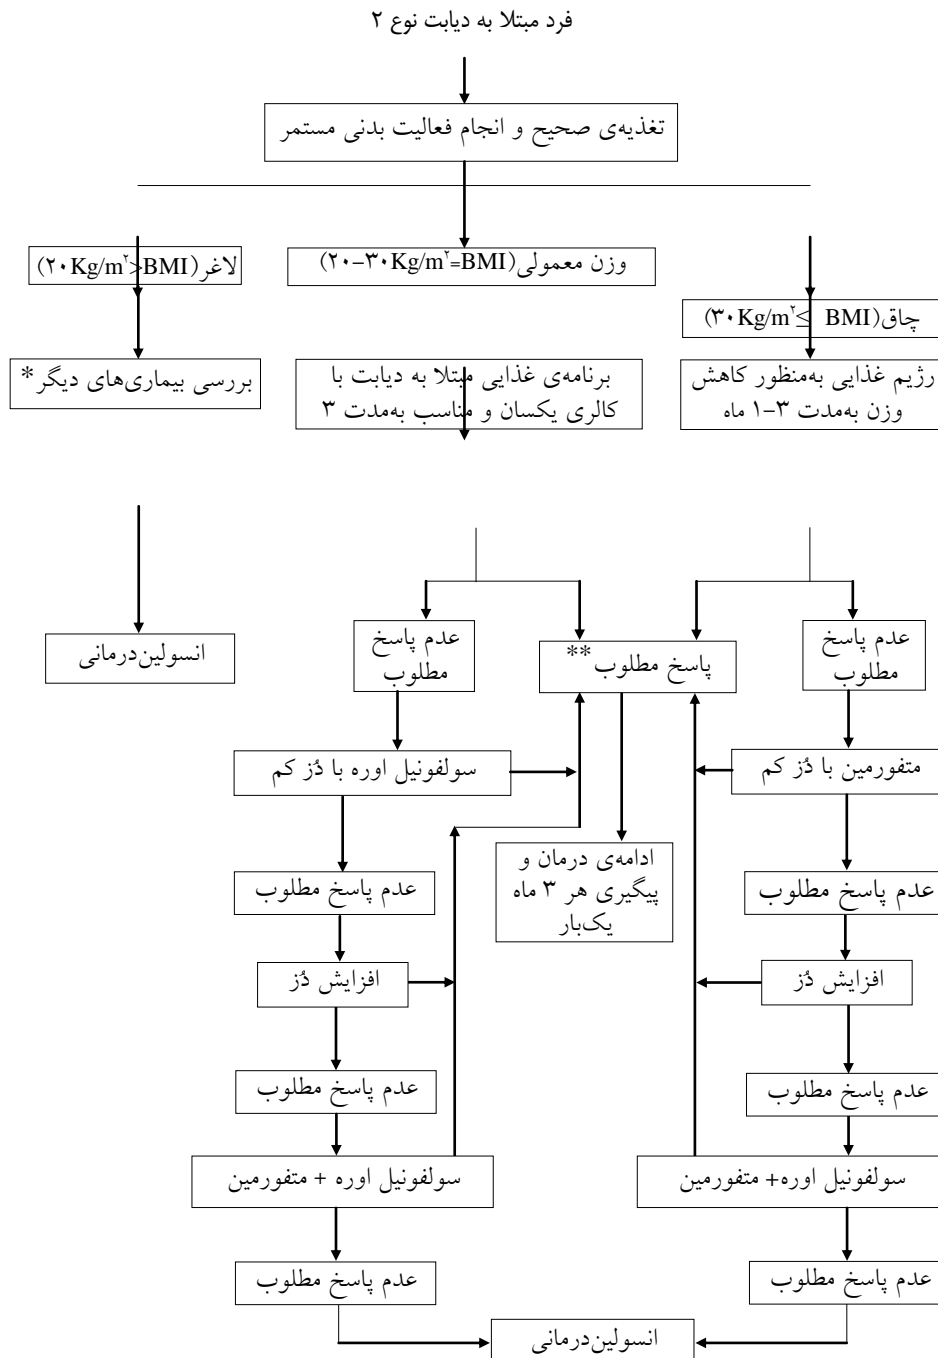 فرد مبتلا به دیابت نوع ۲
تغذیه‌ی صحیح و انجام فعالیت بدنی مستمر
چاق(BMI ≥۳۰Kg/m۲)
وزن معمولی(BMI=۲۰-۳۰Kg/m۲)
لاغر(BMI<۲۰Kg/m۲)
رژیم غذایی به‌منظور کاهش
وزن به‌مدت ۳-۱ ماه
برنامه‌ی غذایی مبتلا به دیابت با
کالری یکسان و مناسب به‌مدت ۳
بررسی بیماری‌های دیگر*
عدم پاسخ
مطلوب
پاسخ مطلوب**
عدم پاسخ
مطلوب
انسولین‌درمانی
متفورمین با دُز کم
سولفونیل اوره با دُز کم
عدم پاسخ مطلوب
ادامه‌ی درمان و
پیگیری هر ۳ ماه
یک‌بار
عدم پاسخ مطلوب
افزایش دُز
افزایش دُز
عدم پاسخ مطلوب
عدم پاسخ مطلوب
سولفونیل اوره+ متفورمین
سولفونیل اوره + متفورمین
عدم پاسخ مطلوب
عدم پاسخ مطلوب
انسولین‌درمانی